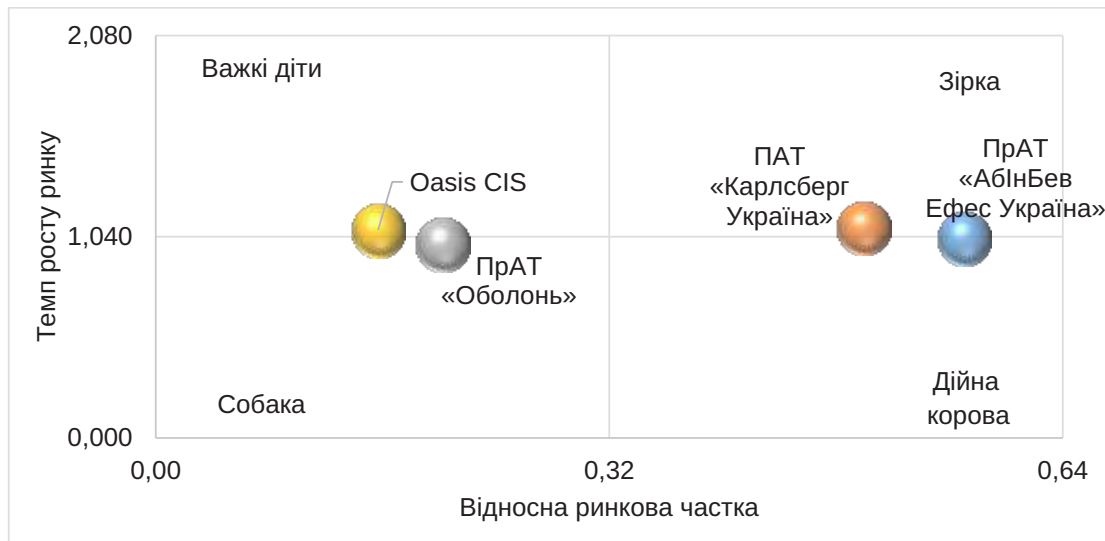 2,080
Важкі діти
Зірка
ПАТ
«Карлсберг
Україна»
ПрАТ
«АбІнБев
Ефес Україна»
Oasis CIS
1,040
ПрАТ
«Оболонь»
Темп росту ринку
Дійна
корова
Собака
0,000
0,00
0,32
0,64
Відносна ринкова частка